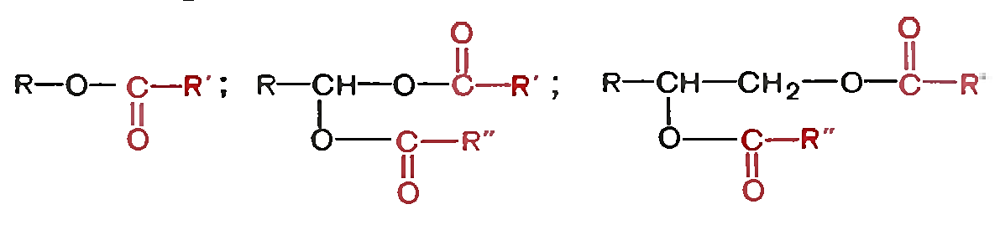 O O
R—O—C—R′; R—CH—O—C—R′; R—CH—CH₂—O—C—R
O O—C—R″ O—C—R″
O O